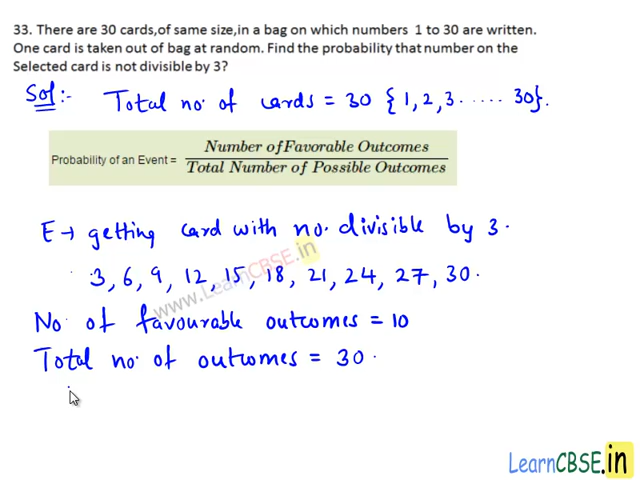 33. There are 30 cards,of same size,in a bag on which numbers 1 to 30 are written.
One card is taken out of bag at random. Find the probability that number on the
Selected card is not divisible by 3?
Sol:- Total no. of cards = 30 {1, 2, 3 ...... 30}.
Probability of an Event = Number of Favorable Outcomes / Total Number of Possible Outcomes
E → getting card with no. divisible by 3.
3, 6, 9, 12, 15, 18, 21, 24, 27, 30.
www.LearnCBSE.in
No. of favourable outcomes = 10
Total no. of outcomes = 30.
LearnCBSE.in